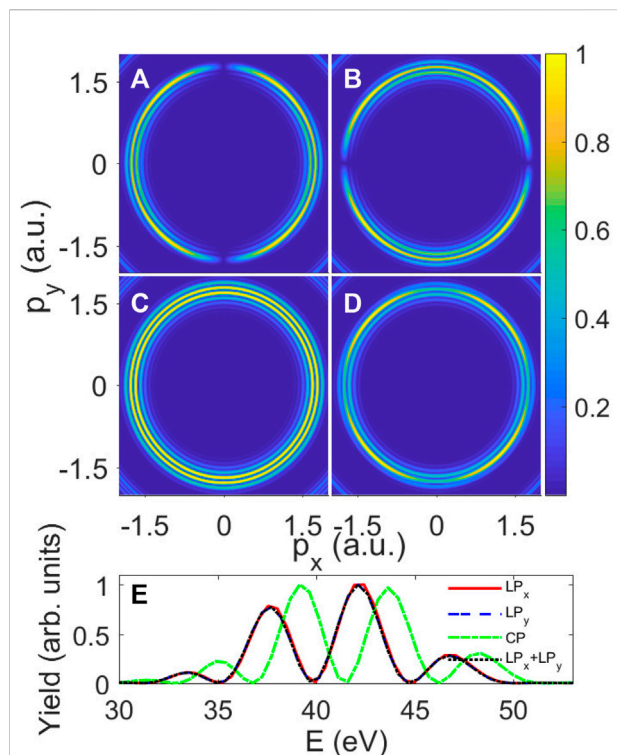 A
B
1
1.5
0
-1.5
0.8
0.6
C
D
1.5
0
-1.5
0.4
0.2
p_y (a.u.)
-1.5 0 1.5 -1.5 0 1.5
p_x (a.u.)
Yield (arb. units)
1
0.5
0
E
LP_x
LP_y
CP
LP_x+LP_y
30 35 40 45 50
E (eV)